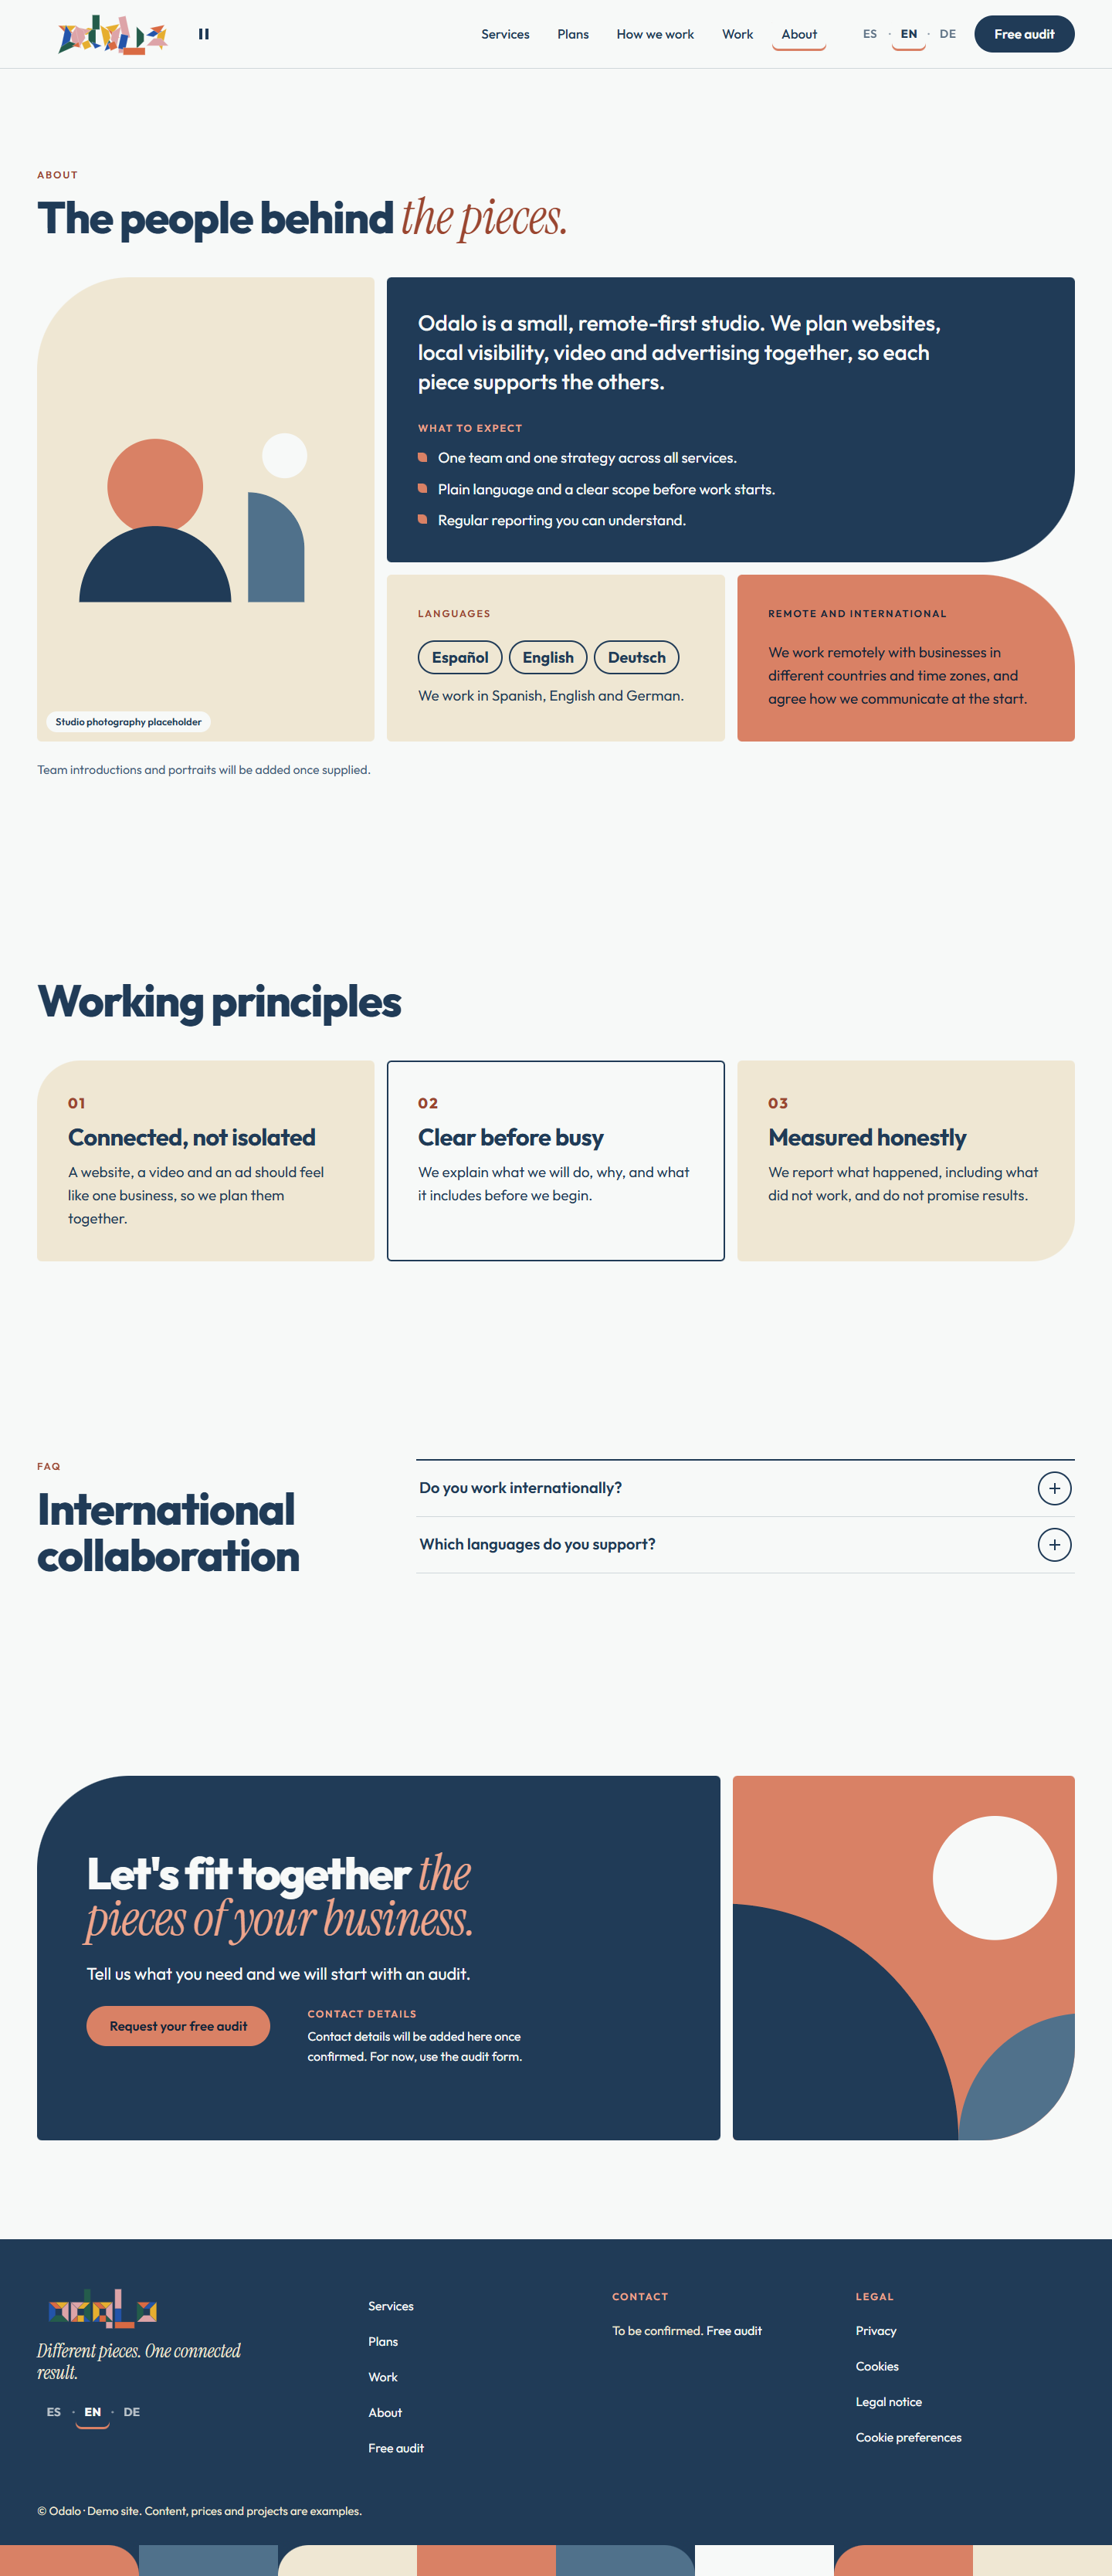 odalo
Services
Plans
How we work
Work
About
ES · EN · DE
Free audit
ABOUT
The people behind the pieces.
Studio photography placeholder
Odalo is a small, remote-first studio. We plan websites,
local visibility, video and advertising together, so each
piece supports the others.
WHAT TO EXPECT
One team and one strategy across all services.
Plain language and a clear scope before work starts.
Regular reporting you can understand.
LANGUAGES
Español
English
Deutsch
We work in Spanish, English and German.
REMOTE AND INTERNATIONAL
We work remotely with businesses in
different countries and time zones, and
agree how we communicate at the start.
Team introductions and portraits will be added once supplied.
Working principles
01
Connected, not isolated
A website, a video and an ad should feel
like one business, so we plan them
together.
02
Clear before busy
We explain what we will do, why, and what
it includes before we begin.
03
Measured honestly
We report what happened, including what
did not work, and do not promise results.
FAQ
International
collaboration
Do you work internationally?
Which languages do you support?
Let's fit together the
pieces of your business.
Tell us what you need and we will start with an audit.
Request your free audit
CONTACT DETAILS
Contact details will be added here once
confirmed. For now, use the audit form.
odalo
Different pieces. One connected
result.
ES · EN · DE
Services
Plans
Work
About
Free audit
CONTACT
To be confirmed. Free audit
LEGAL
Privacy
Cookies
Legal notice
Cookie preferences
© Odalo · Demo site. Content, prices and projects are examples.